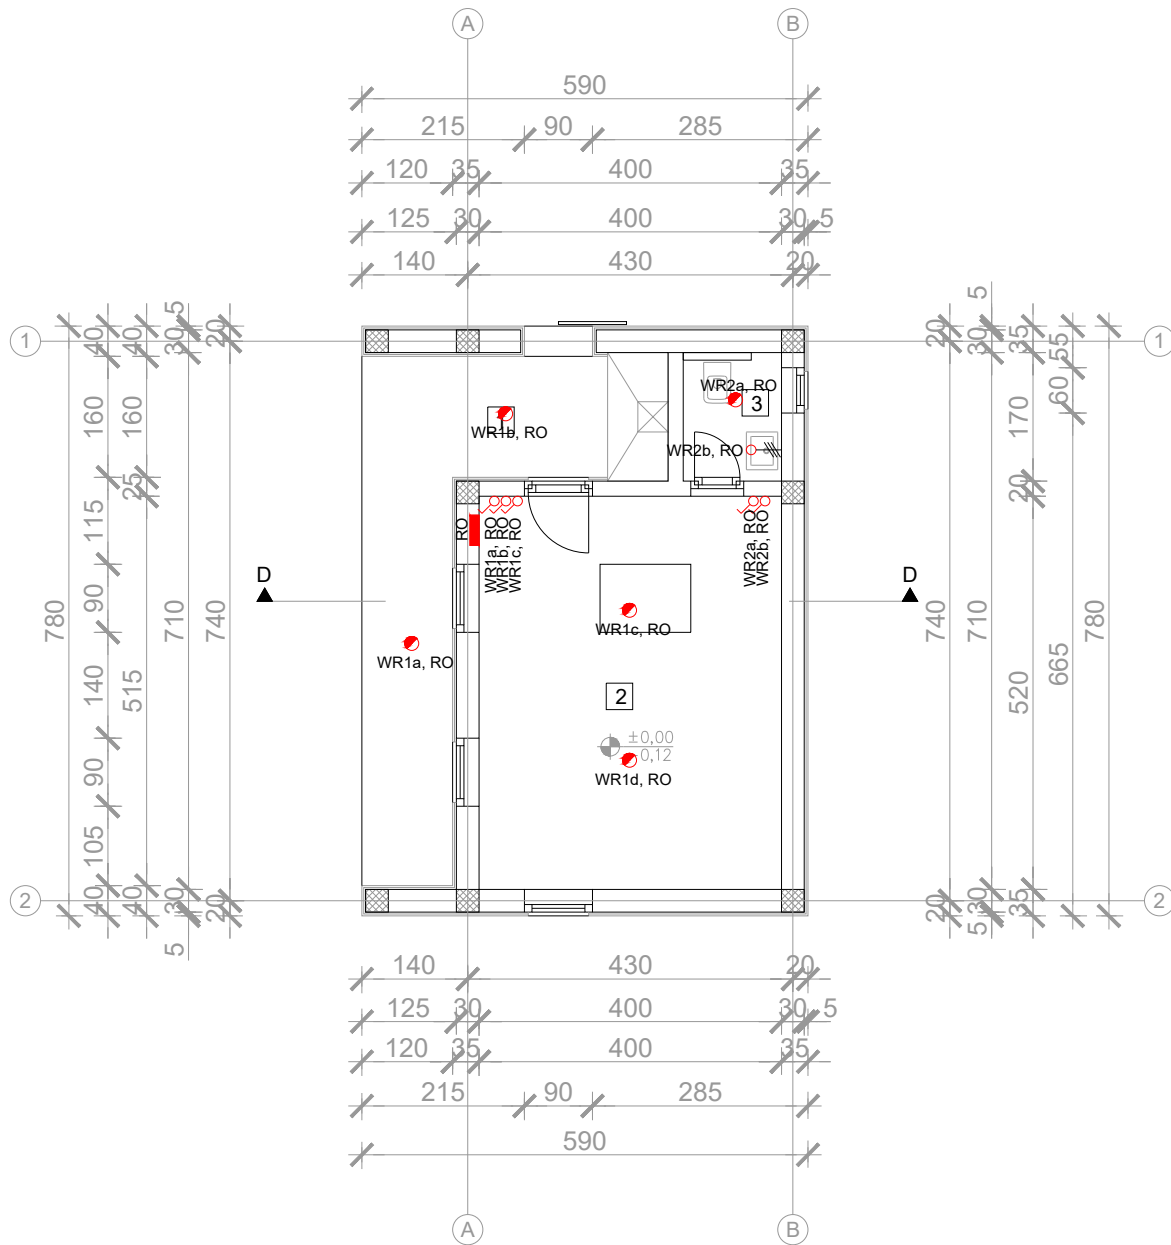 A B
590
215 90 285
120 35 400 35
125 30 400 30 5
140 430 20
1 1
40 40 30 5 20
160 160
25
115
90
140
90
105
40 40 30 5 20
780 515 710 740
20 30 5 35 55
60
170
20
740 710 520 665 780
20 30 5 35
WR2a, RO
3
1
WR1b, RO
WR2b, RO
RO
WR1a, RO
WR1b, RO
WR1c, RO
WR2a, RO
WR2b, RO
D D
WR1c, RO
WR1a, RO
2
±0,00
-0,12
WR1d, RO
2 2
140 430 20
125 30 400 30 5
120 35 400 35
215 90 285
590
A B